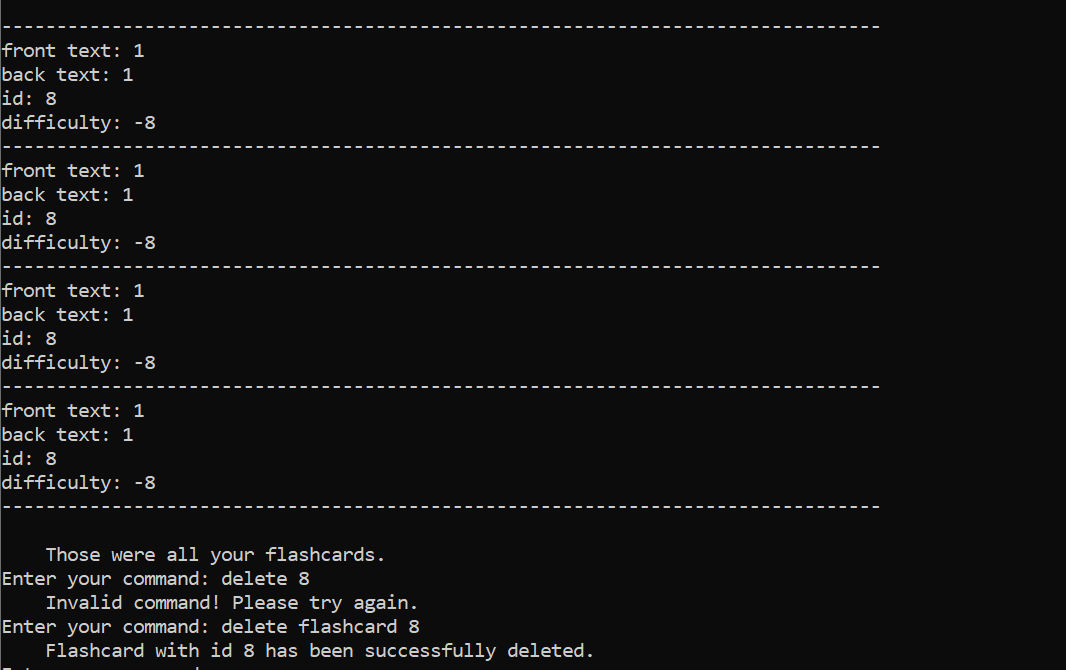 --------------------------------------------------------------------------------
front text: 1
back text: 1
id: 8
difficulty: -8
--------------------------------------------------------------------------------
front text: 1
back text: 1
id: 8
difficulty: -8
--------------------------------------------------------------------------------
front text: 1
back text: 1
id: 8
difficulty: -8
--------------------------------------------------------------------------------
front text: 1
back text: 1
id: 8
difficulty: -8
--------------------------------------------------------------------------------
Those were all your flashcards.
Enter your command: delete 8
Invalid command! Please try again.
Enter your command: delete flashcard 8
Flashcard with id 8 has been successfully deleted.